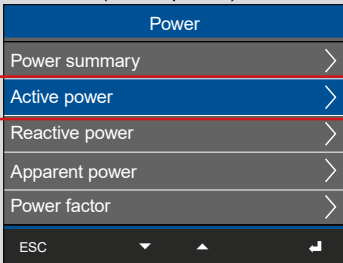 Power
Power summary
Active power
Reactive power
Apparent power
Power factor
ESC